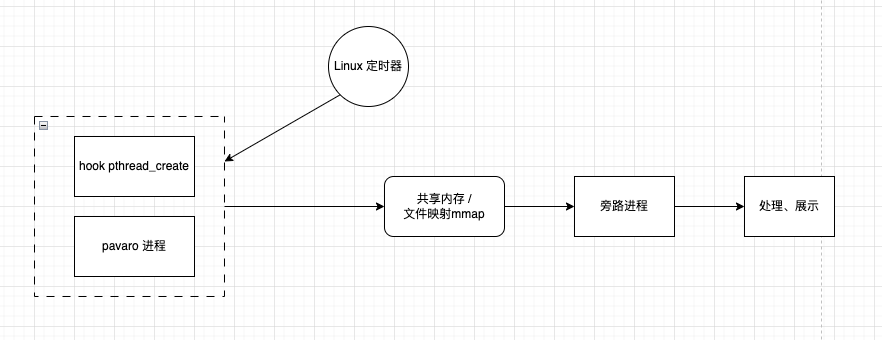 Linux 定时器
hook pthread_create
pavaro 进程
共享内存 /
文件映射mmap
旁路进程
处理、展示